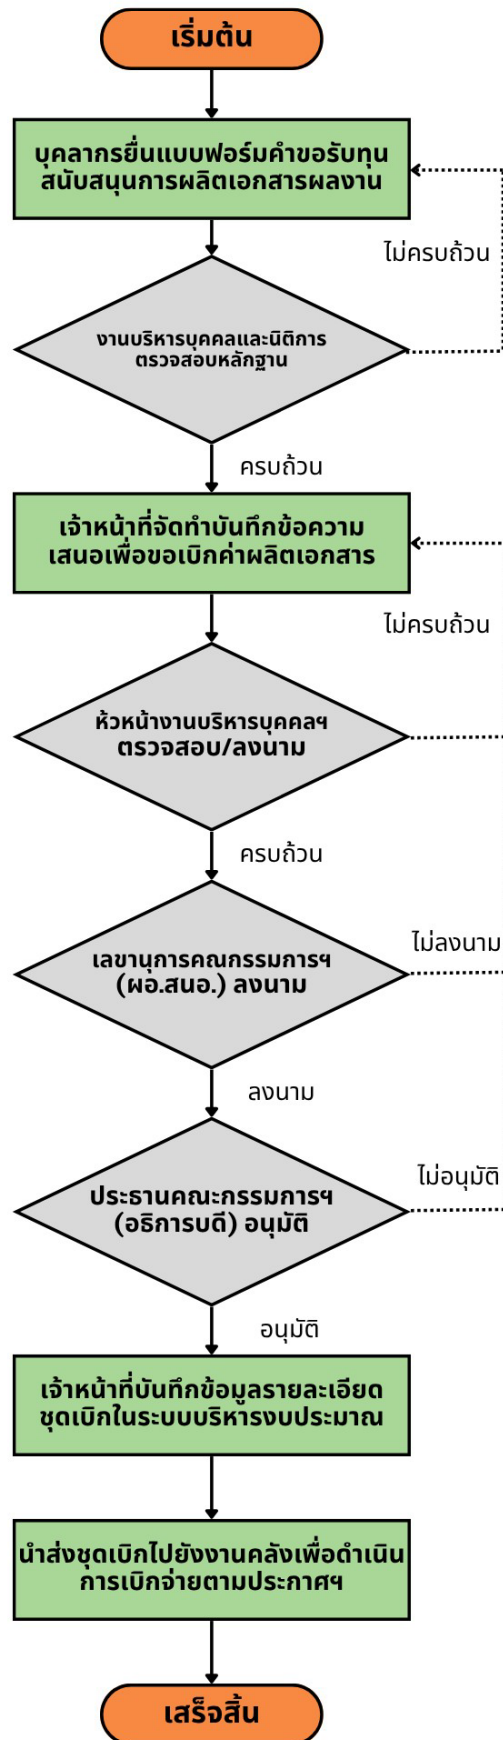 เริ่มต้น
บุคลากรยื่นแบบฟอร์มคำขอรับทุน
สนับสนุนการผลิตเอกสารผลงาน
ไม่ครบถ้วน
งานบริหารบุคคลและนิติการ
ตรวจสอบหลักฐาน
ครบถ้วน
เจ้าหน้าที่จัดทำบันทึกข้อความ
เสนอเพื่อขอเบิกค่าผลิตเอกสาร
ไม่ครบถ้วน
ห้วหน้างานบริหารบุคคลฯ
ตรวจสอบ/ลงนาม
ครบถ้วน
ไม่ลงนาม
เลขานุการคณกรรมการฯ
(ผอ.สนอ.) ลงนาม
ลงนาม
ไม่อนุมัติ
ประธานคณะกรรมการฯ
(อธิการบดี) อนุมัติ
อนุมัติ
เจ้าหน้าที่บันทึกข้อมูลรายละเอียด
ชุดเบิกในระบบบริหารงบประมาณ
นำส่งชุดเบิกไปยังงานคลังเพื่อดำเนิน
การเบิกจ่ายตามประกาศฯ
เสร็จสิ้น